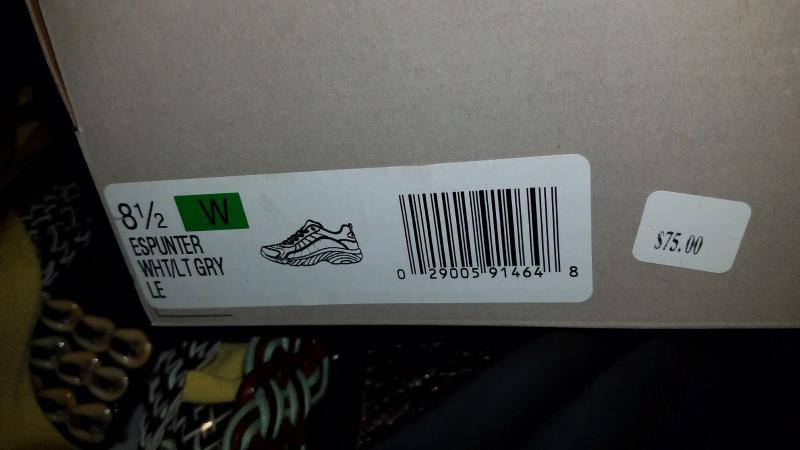 8½ W
ESPUNTER
WHT/LT GRY
LE
0 29005 91464 8
$75.00